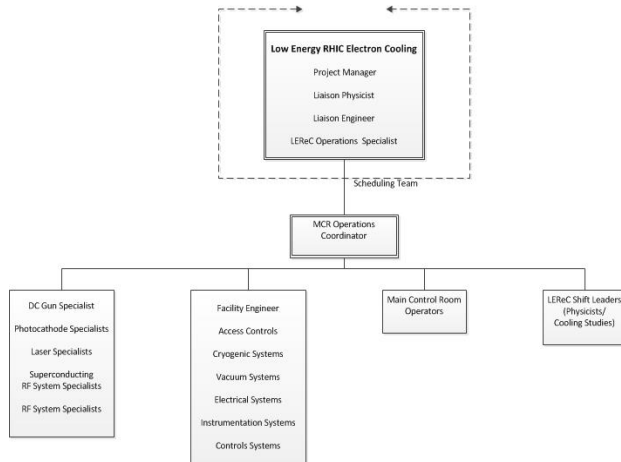 Low Energy RHIC Electron Cooling
Project Manager
Liaison Physicist
Liaison Engineer
LEReC Operations Specialist
Scheduling Team
MCR Operations
Coordinator
DC Gun Specialist
Photocathode Specialists
Laser Specialists
Superconducting
RF System Specialists
RF System Specialists
Facility Engineer
Access Controls
Cryogenic Systems
Vacuum Systems
Electrical Systems
Instrumentation Systems
Controls Systems
Main Control Room
Operators
LEReC Shift Leaders
(Physicists/
Cooling Studies)